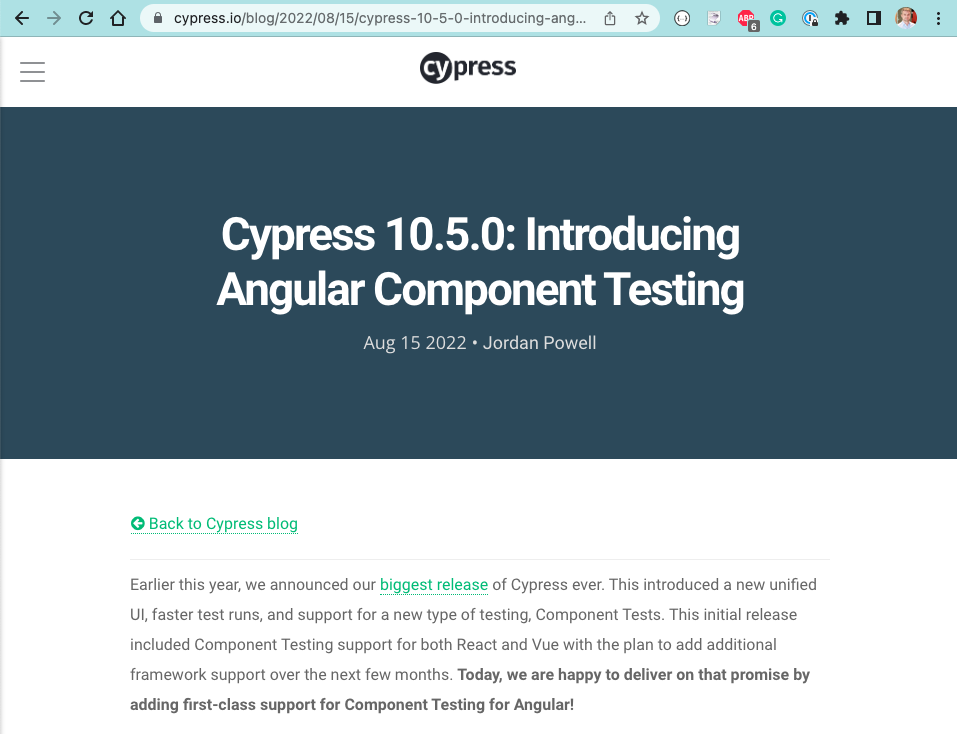 cypress.io/blog/2022/08/15/cypress-10-5-0-introducing-ang...
ABP
6
cypress
Cypress 10.5.0: Introducing
Angular Component Testing
Aug 15 2022 • Jordan Powell
Back to Cypress blog
Earlier this year, we announced our biggest release of Cypress ever. This introduced a new unified
UI, faster test runs, and support for a new type of testing, Component Tests. This initial release
included Component Testing support for both React and Vue with the plan to add additional
framework support over the next few months. Today, we are happy to deliver on that promise by
adding first-class support for Component Testing for Angular!